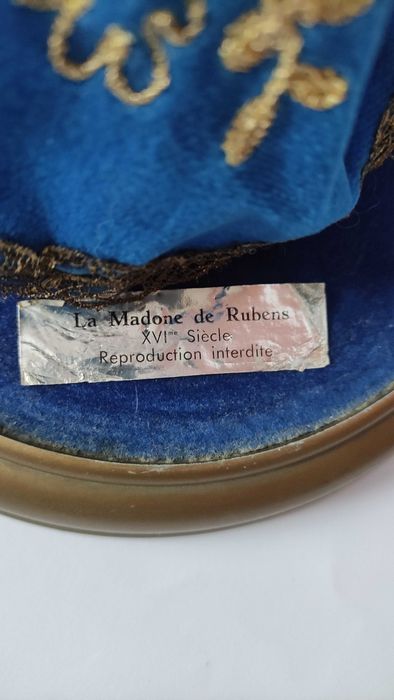 La Madone de Rubens
XVIme Siècle
Reproduction interdite